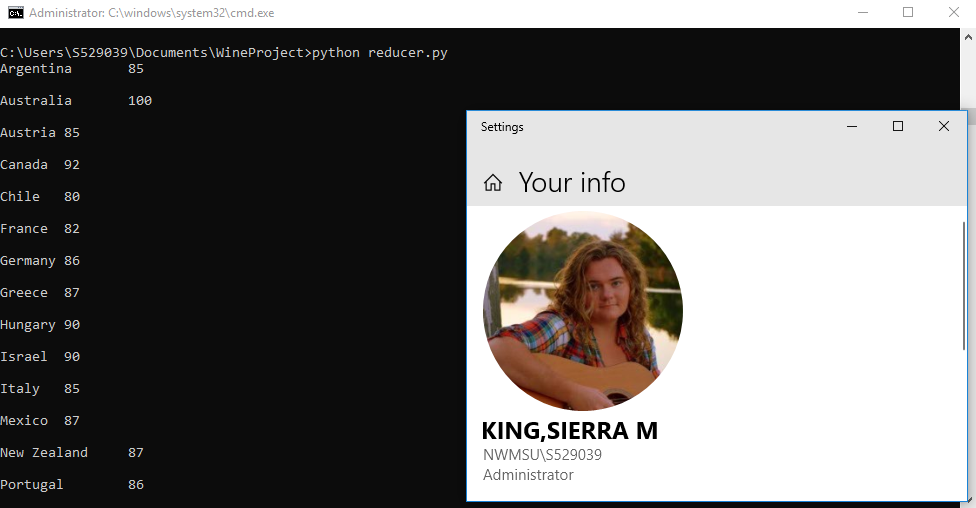 Administrator: C:\windows\system32\cmd.exe
C:\Users\S529039\Documents\WineProject>python reducer.py
Argentina 85
Australia 100
Austria 85
Canada 92
Chile 80
France 82
Germany 86
Greece 87
Hungary 90
Israel 90
Italy 85
Mexico 87
New Zealand 87
Portugal 86
Settings
Your info
KING,SIERRA M
NWMSU\S529039
Administrator